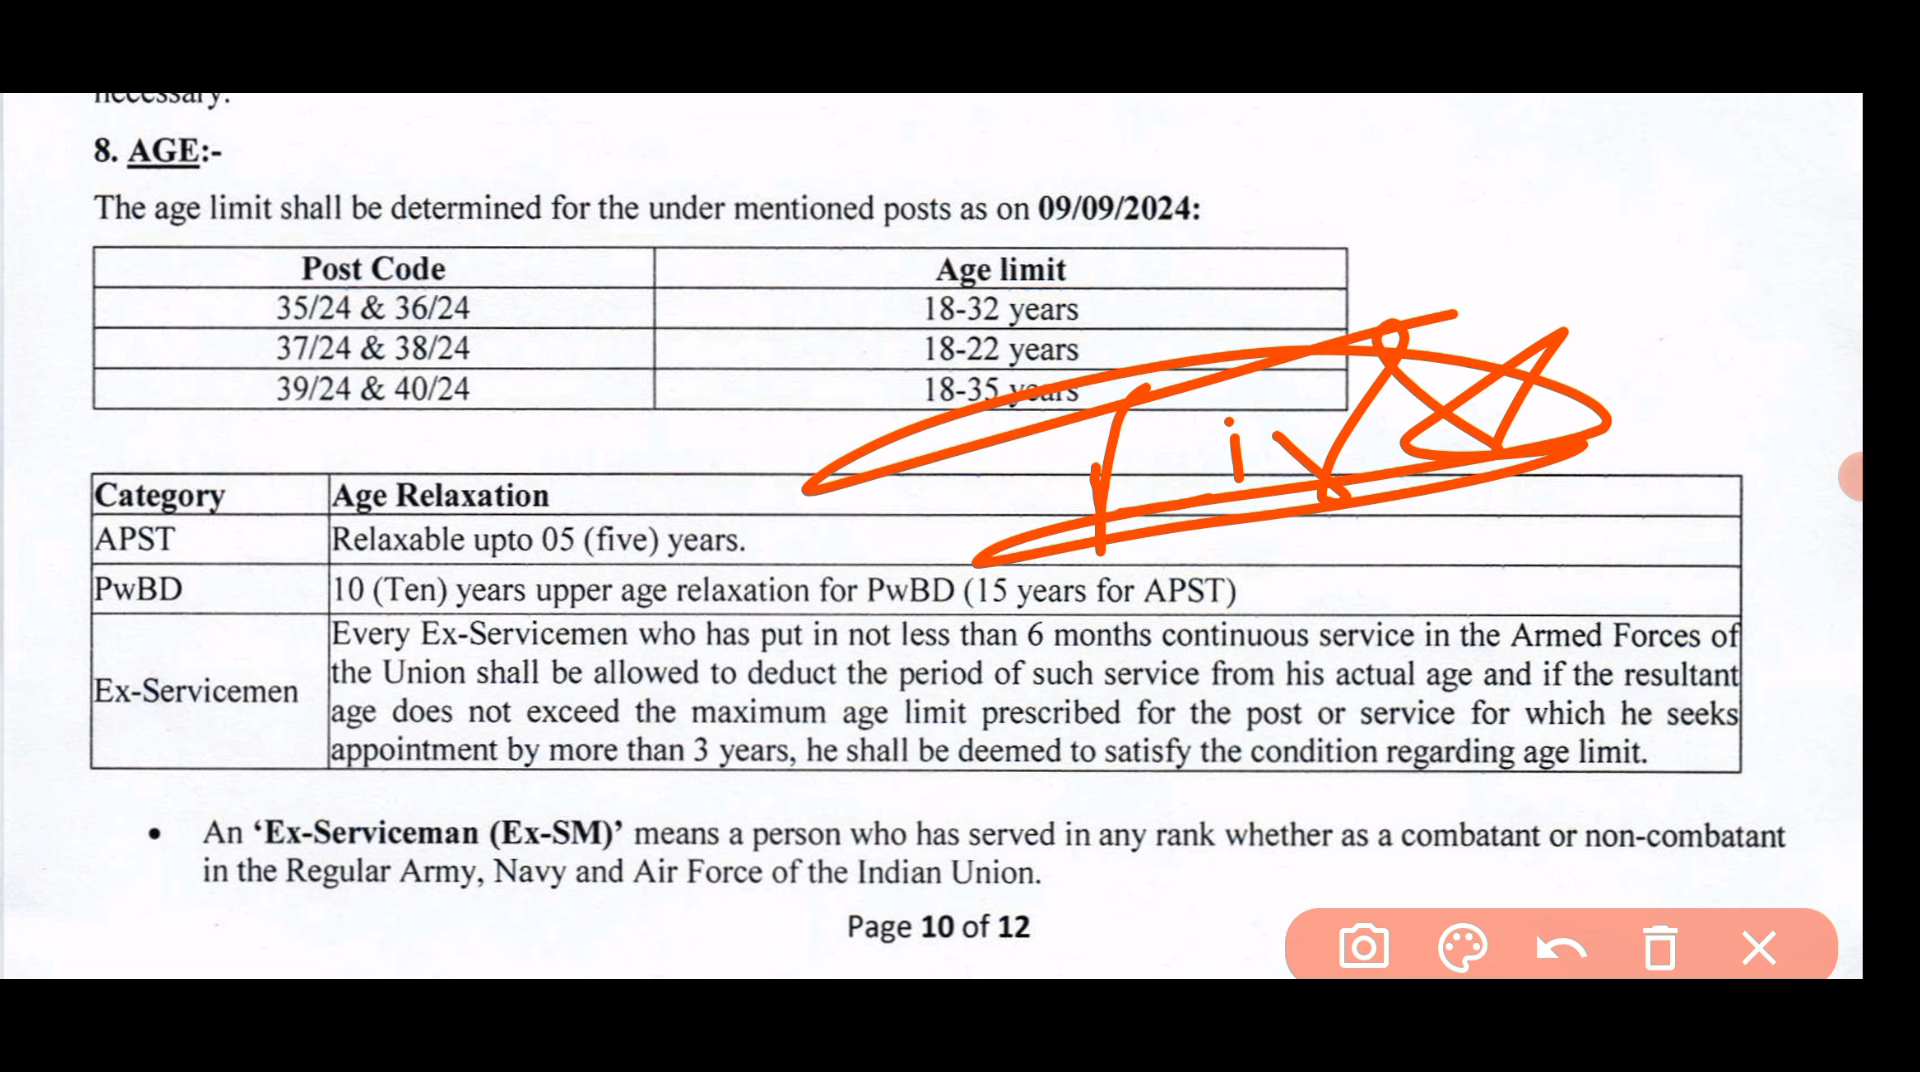 8. AGE:-
The age limit shall be determined for the under mentioned posts as on 09/09/2024:
Post Code Age limit
35/24 & 36/24 18-32 years
37/24 & 38/24 18-22 years
39/24 & 40/24 18-35 years
Category Age Relaxation
APST Relaxable upto 05 (five) years.
PwBD 10 (Ten) years upper age relaxation for PwBD (15 years for APST)
Ex-Servicemen Every Ex-Servicemen who has put in not less than 6 months continuous service in the Armed Forces of
the Union shall be allowed to deduct the period of such service from his actual age and if the resultant
age does not exceed the maximum age limit prescribed for the post or service for which he seeks
appointment by more than 3 years, he shall be deemed to satisfy the condition regarding age limit.
• An ‘Ex-Serviceman (Ex-SM)’ means a person who has served in any rank whether as a combatant or non-combatant
in the Regular Army, Navy and Air Force of the Indian Union.
Page 10 of 12